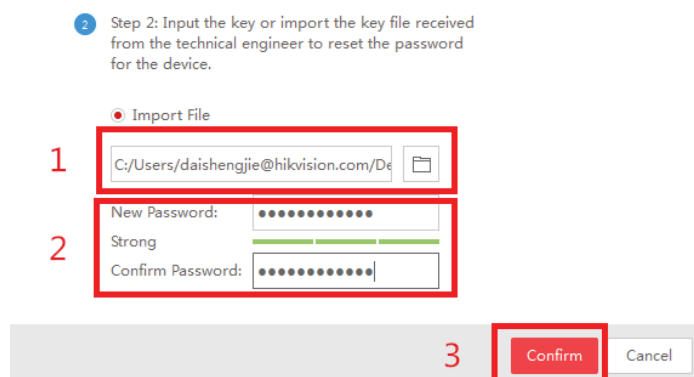 2 Step 2: Input the key or import the key file received
from the technical engineer to reset the password
for the device.
Import File
1 C:/Users/daishengjie@hikvision.com/De
New Password: ●●●●●●●●●●●●
2 Strong
Confirm Password: ●●●●●●●●●●●●
3 Confirm Cancel